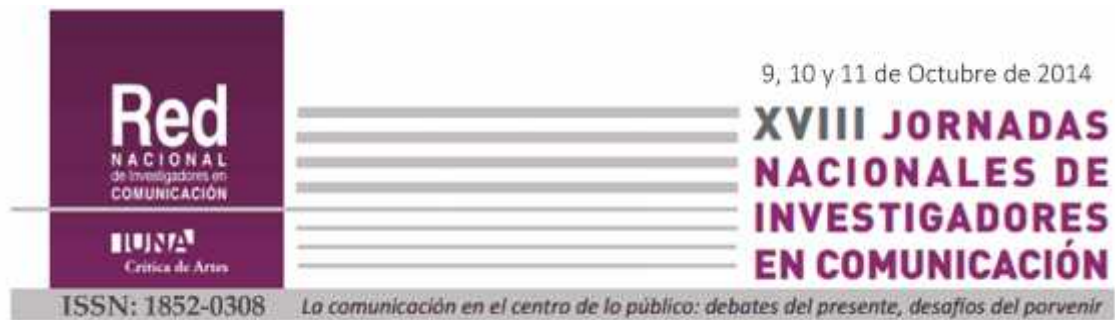 Red
NACIONAL
de Investigadores en
COMUNICACIÓN
IUNA
Crítica de Artes
9, 10 y 11 de Octubre de 2014
XVIII JORNADAS
NACIONALES DE
INVESTIGADORES
EN COMUNICACIÓN
ISSN: 1852-0308
La comunicación en el centro de lo público: debates del presente, desafíos del porvenir